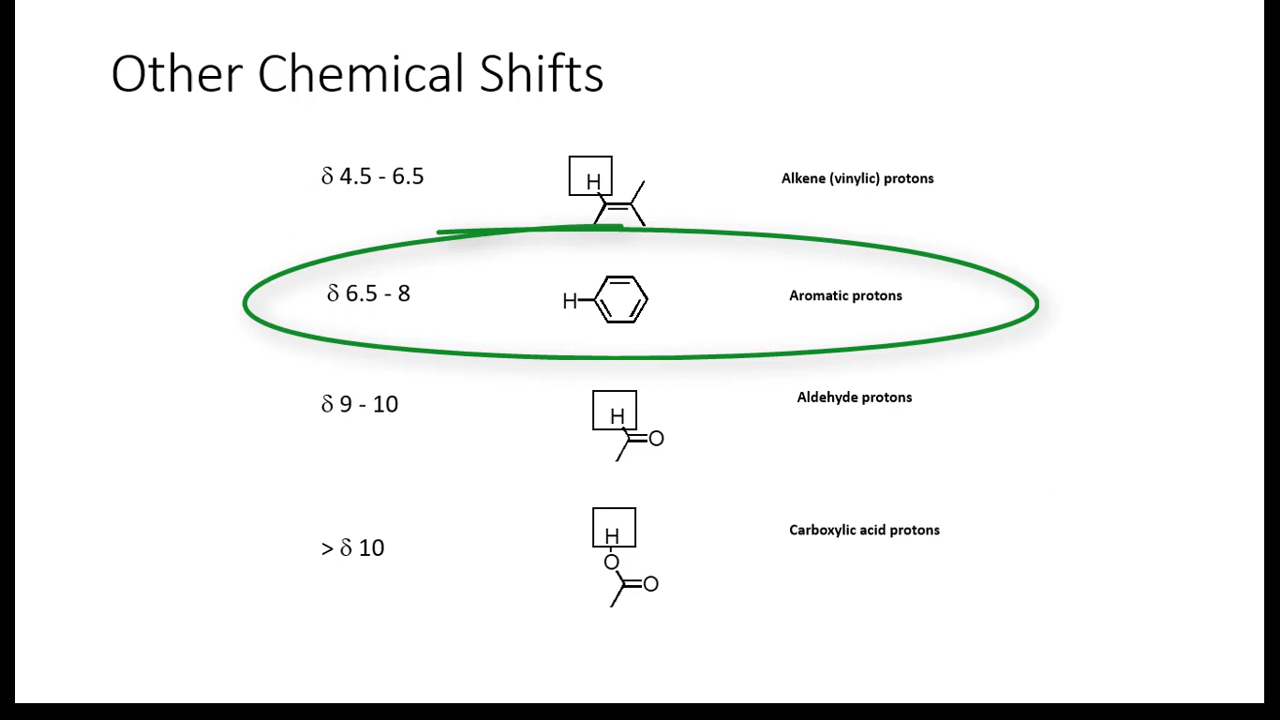 Other Chemical Shifts
δ 4.5 - 6.5
H
Alkene (vinylic) protons
δ 6.5 - 8
H
Aromatic protons
δ 9 - 10
H
O
Aldehyde protons
> δ 10
H
O
O
Carboxylic acid protons